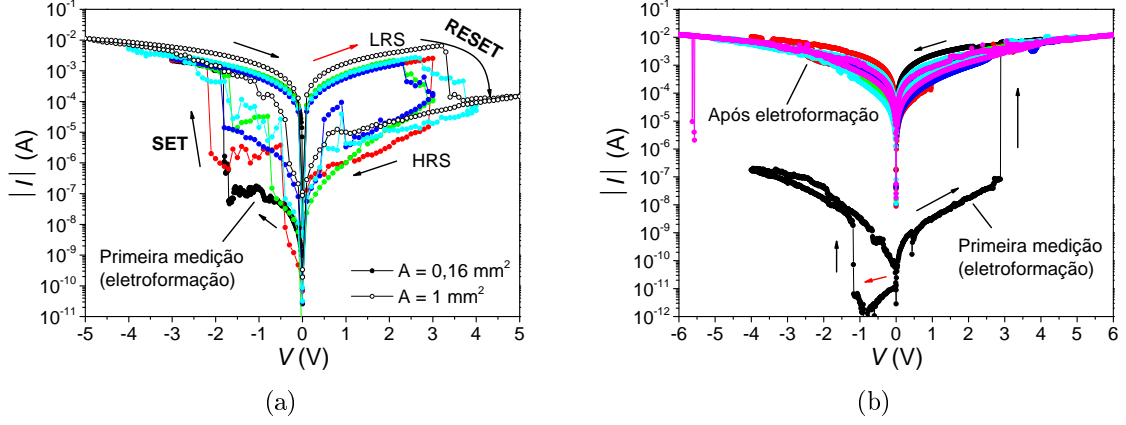 10⁻¹
10⁻²
10⁻³
10⁻⁴
10⁻⁵
10⁻⁶
10⁻⁷
10⁻⁸
10⁻⁹
10⁻¹⁰
10⁻¹¹
|I| (A)
-5 -4 -3 -2 -1 0 1 2 3 4 5
V (V)
LRS
RESET
SET
HRS
Primeira medição
(eletroformação)
A = 0,16 mm²
A = 1 mm²
(a)
10⁻¹
10⁻²
10⁻³
10⁻⁴
10⁻⁵
10⁻⁶
10⁻⁷
10⁻⁸
10⁻⁹
10⁻¹⁰
10⁻¹¹
10⁻¹²
|I| (A)
-6 -5 -4 -3 -2 -1 0 1 2 3 4 5 6
V (V)
Após eletroformação
Primeira medição
(eletroformação)
(b)